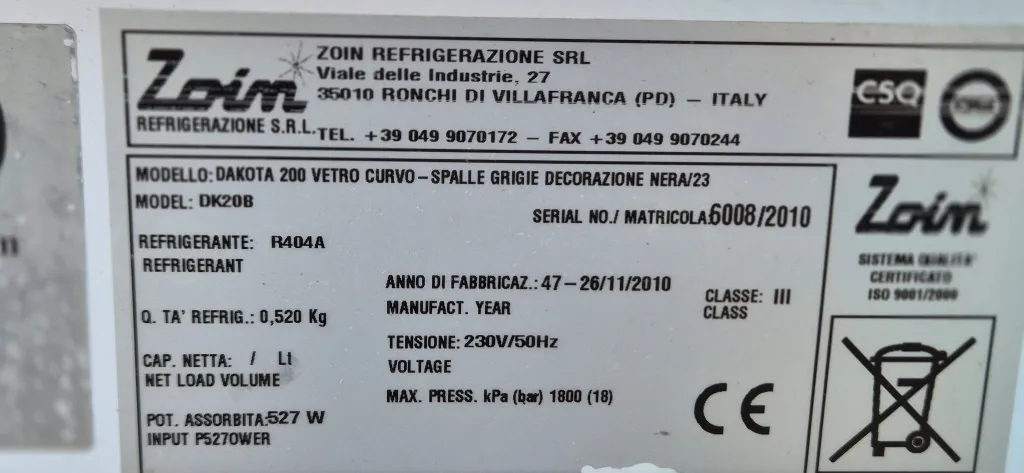 Zoin
REFRIGERAZIONE S.R.L.
ZOIN REFRIGERAZIONE SRL
Viale delle Industrie, 27
35010 RONCHI DI VILLAFRANCA (PD) – ITALY
TEL. +39 049 9070172 – FAX +39 049 9070244
CSQ
MODELLO: DAKOTA 200 VETRO CURVO – SPALLE GRIGIE DECORAZIONE NERA/23
MODEL: DK20B
SERIAL NO./ MATRICOLA:6008/2010
REFRIGERANTE: R404A
REFRIGERANT
ANNO DI FABBRICAZ.: 47 – 26/11/2010
MANUFACT. YEAR
CLASSE: III
CLASS
Q. TA' REFRIG.: 0,520 Kg
TENSIONE: 230V/50Hz
VOLTAGE
CAP. NETTA: / Lt
NET LOAD VOLUME
MAX. PRESS. kPa (bar) 1800 (18)
POT. ASSORBITA:527 W
INPUT P527OWER
CE
Zoin
SISTEMA QUALITA'
CERTIFICATO
ISO 9001/2000